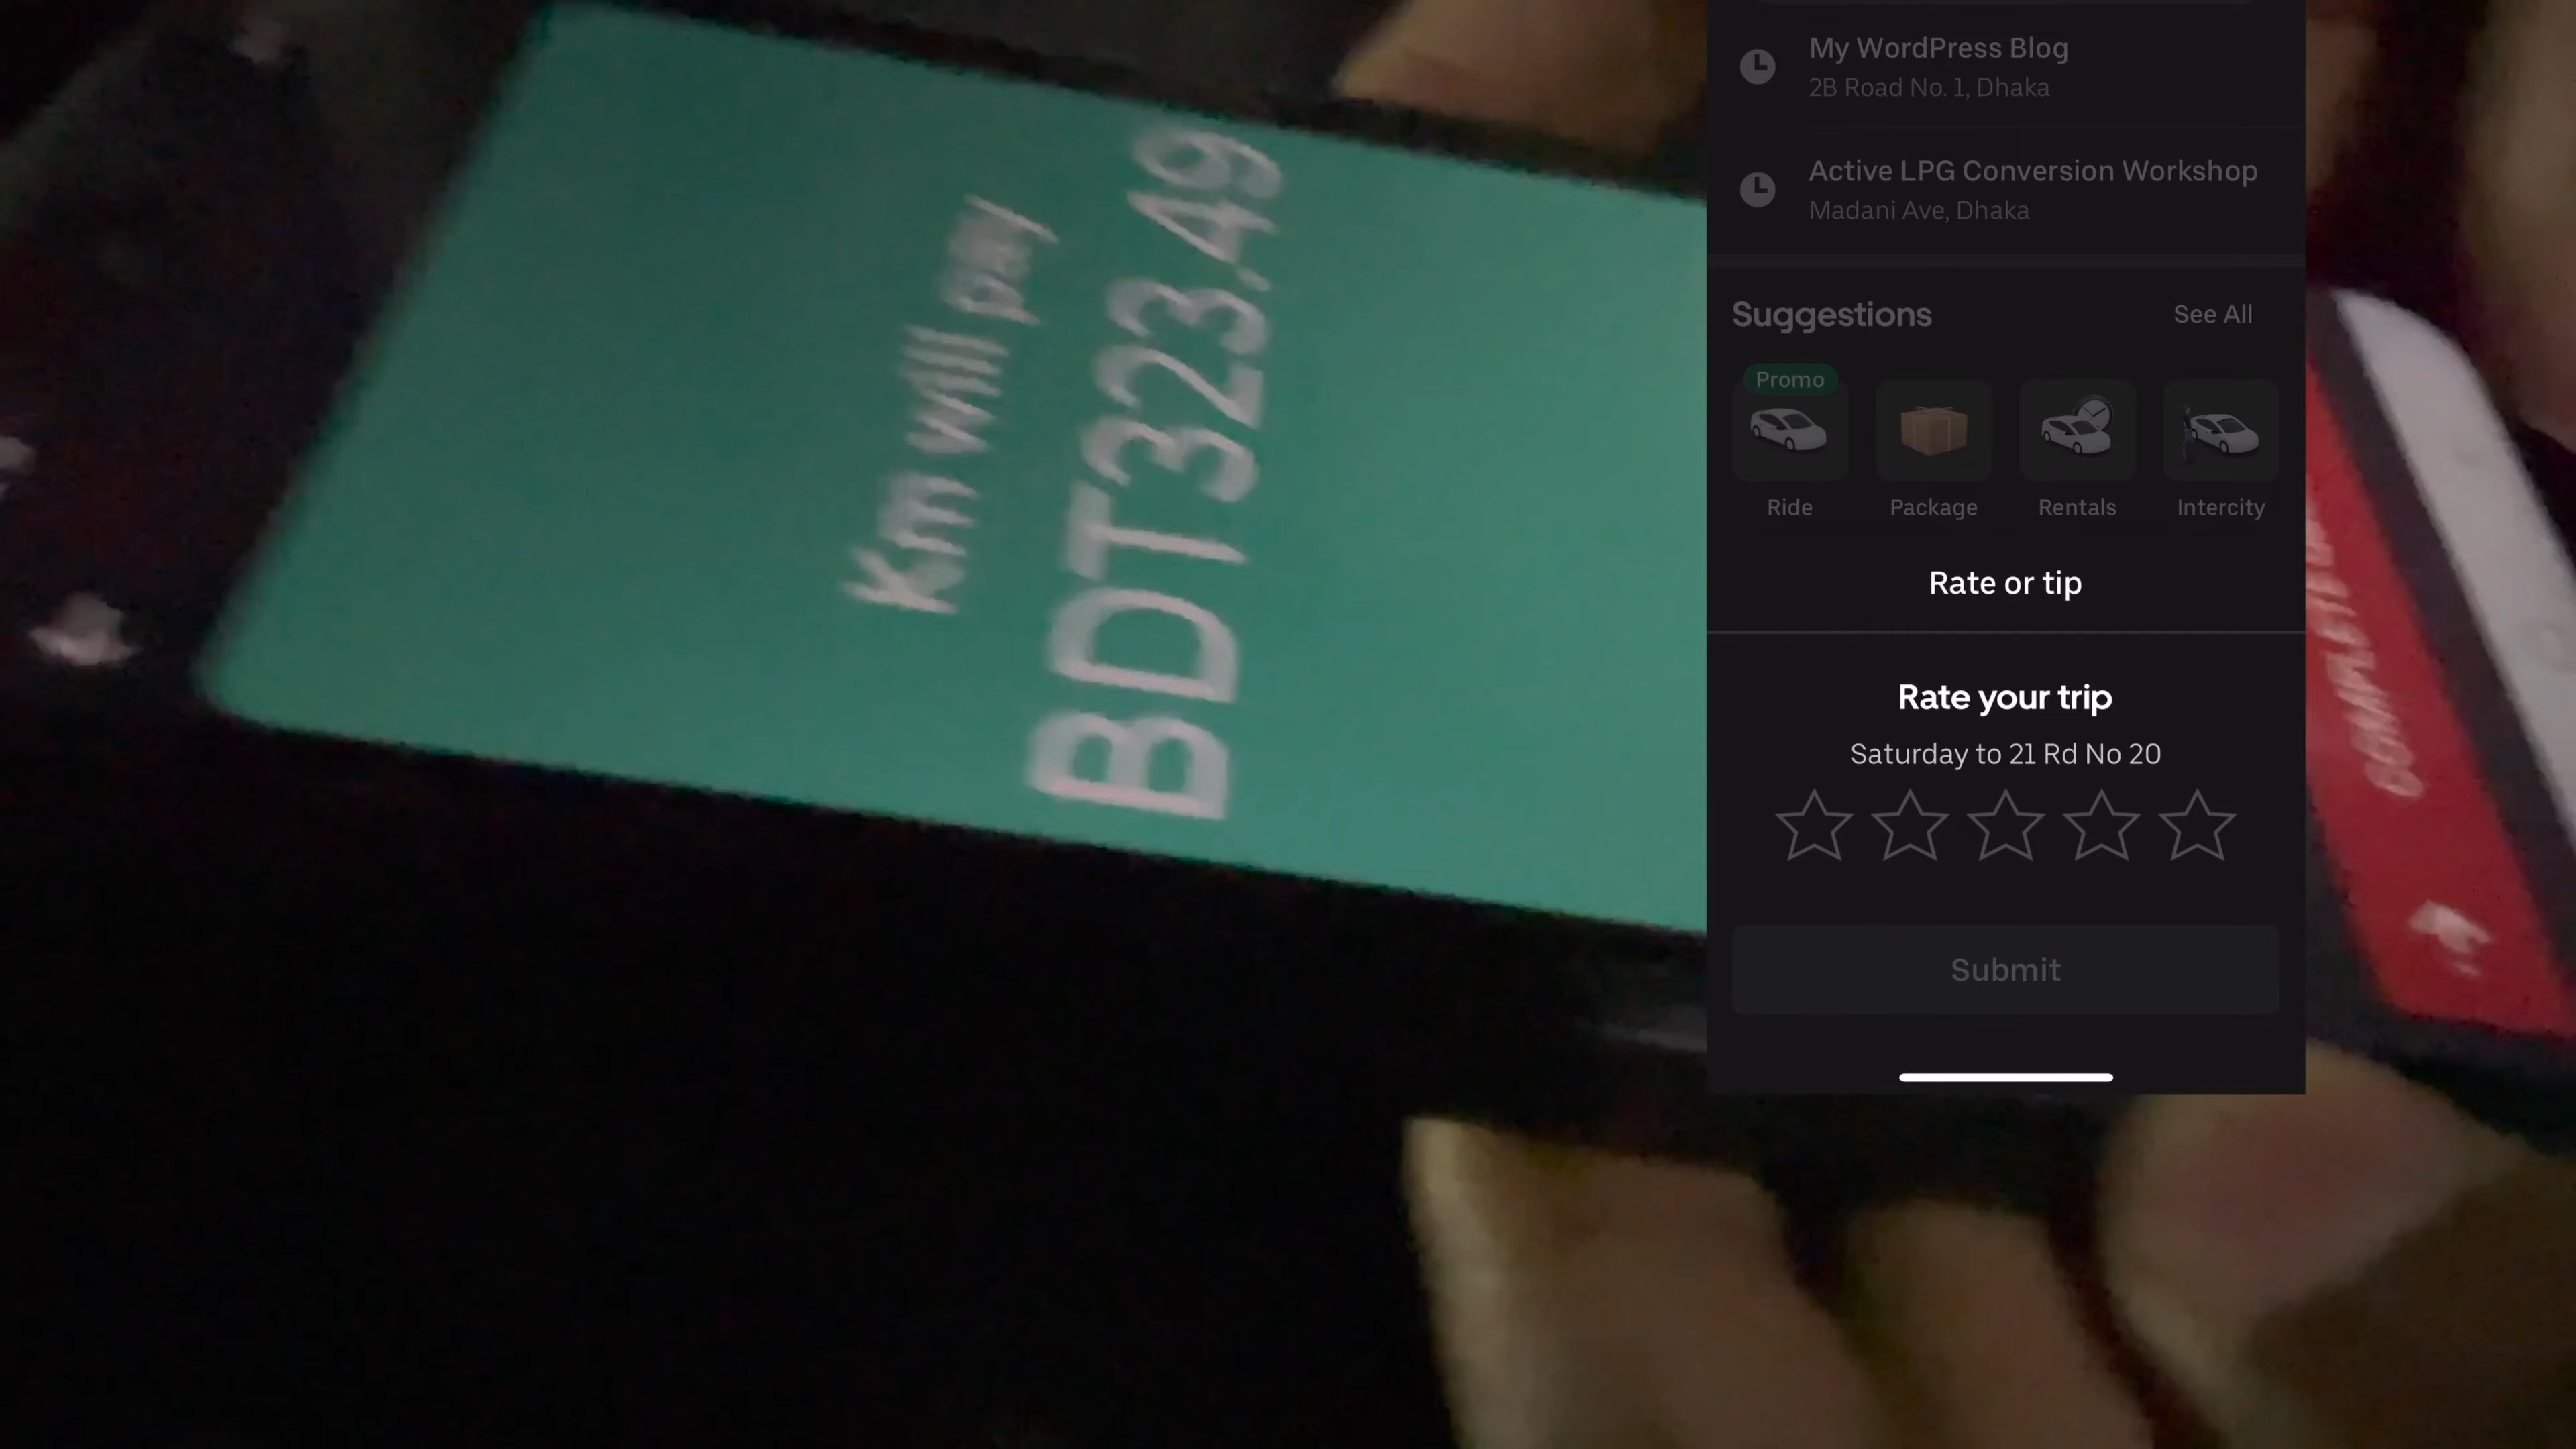 Km will pay
BDT323.49
My WordPress Blog
2B Road No. 1, Dhaka
Active LPG Conversion Workshop
Madani Ave, Dhaka
Suggestions
See All
Promo
Ride
Package
Rentals
Intercity
Rate or tip
Rate your trip
Saturday to 21 Rd No 20
Submit